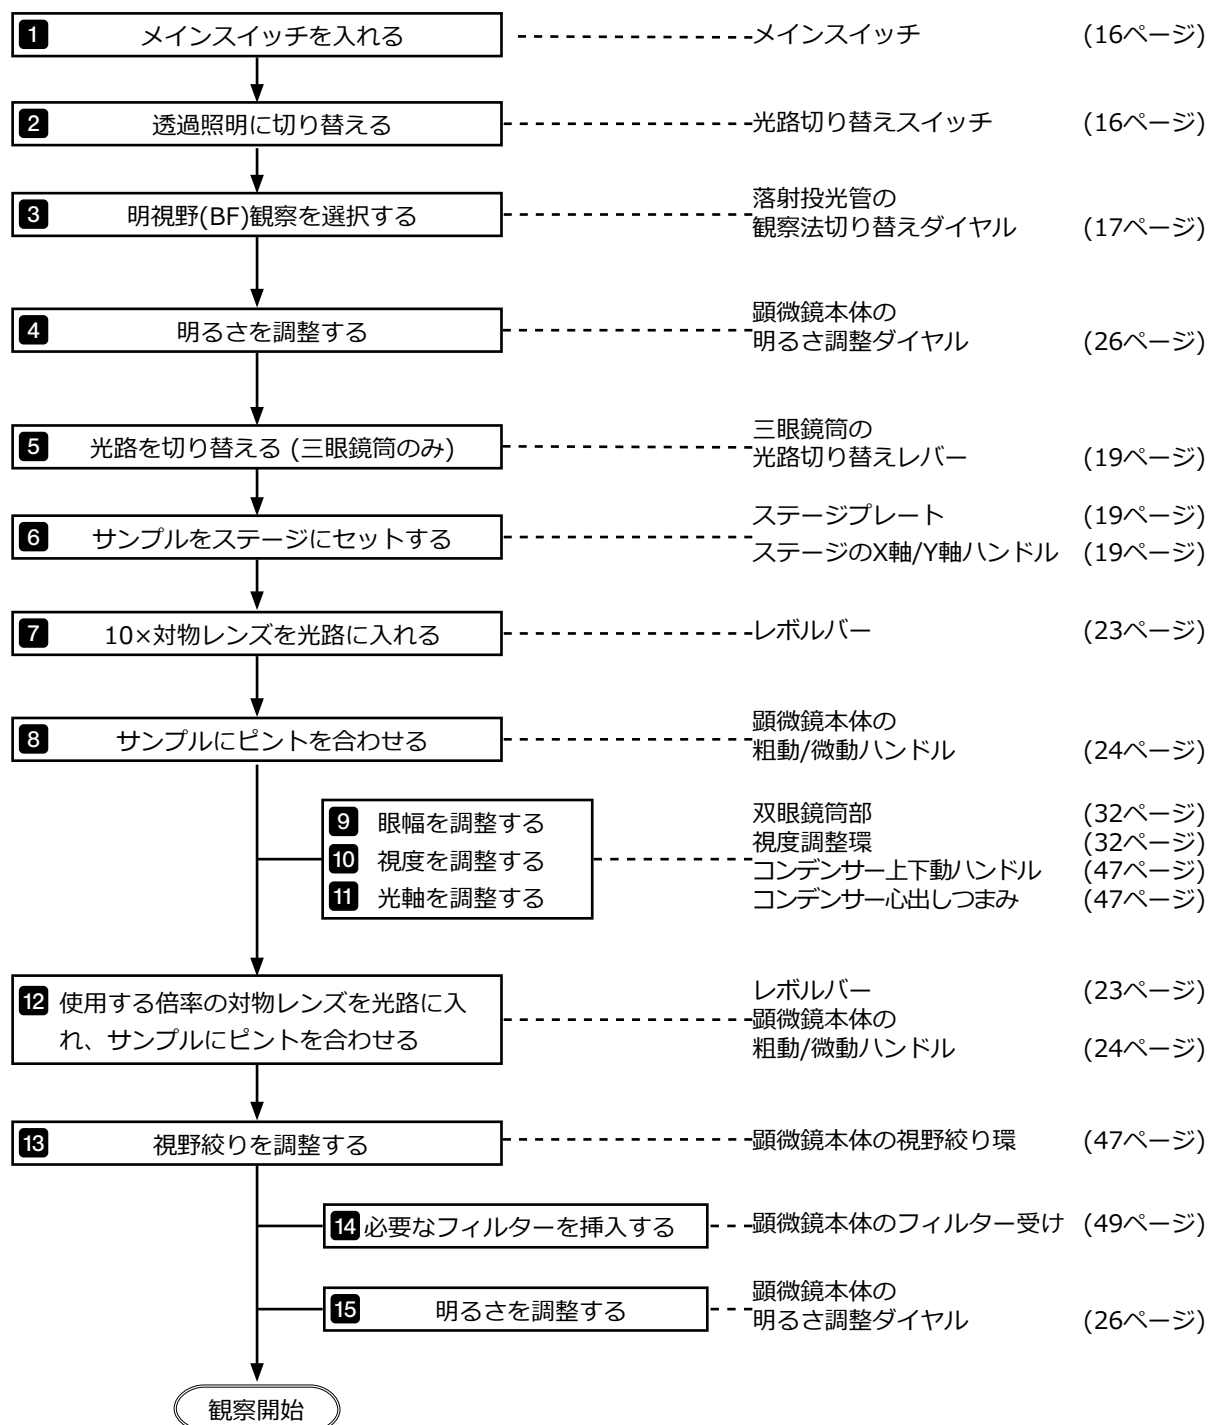 1 メインスイッチを入れる メインスイッチ (16ページ)
2 透過照明に切り替える 光路切り替えスイッチ (16ページ)
落射投光管の
3 明視野(BF)観察を選択する 観察法切り替えダイヤル (17ページ)
顕微鏡本体の
4 明るさを調整する 明るさ調整ダイヤル (26ページ)
三眼鏡筒の
5 光路を切り替える (三眼鏡筒のみ) 光路切り替えレバー (19ページ)
ステージプレート (19ページ)
6 サンプルをステージにセットする ステージのX軸/Y軸ハンドル (19ページ)
7 10×対物レンズを光路に入れる レボルバー (23ページ)
顕微鏡本体の
8 サンプルにピントを合わせる 粗動/微動ハンドル (24ページ)
9 眼幅を調整する 双眼鏡筒部 (32ページ)
視度調整環 (32ページ)
10 視度を調整する コンデンサー上下動ハンドル (47ページ)
11 光軸を調整する コンデンサー心出しつまみ (47ページ)
12 使用する倍率の対物レンズを光路に入 レボルバー (23ページ)
顕微鏡本体の
れ、サンプルにピントを合わせる 粗動/微動ハンドル (24ページ)
13 視野絞りを調整する 顕微鏡本体の視野絞り環 (47ページ)
14 必要なフィルターを挿入する 顕微鏡本体のフィルター受け (49ページ)
顕微鏡本体の
15 明るさを調整する 明るさ調整ダイヤル (26ページ)
観察開始